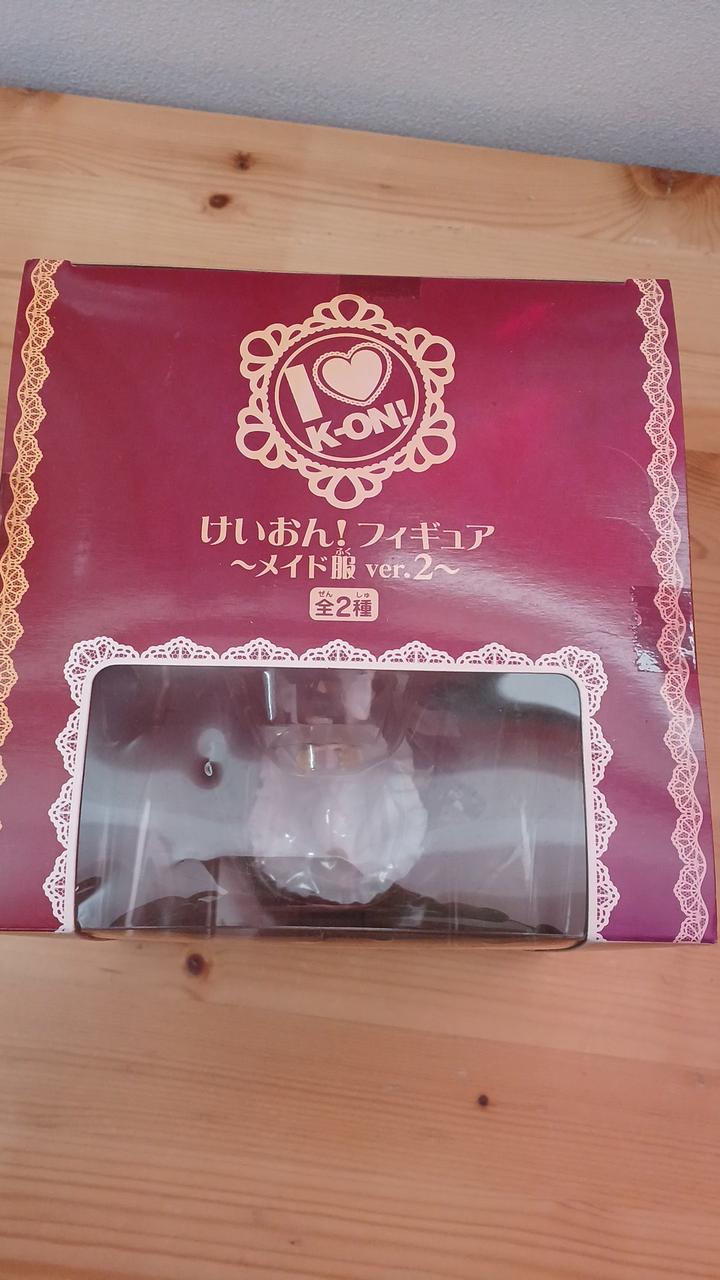 I
K-ON!
けいおん! フィギュア
～メイド服 ver.2～
ふく
全2種
ぜん しゅ